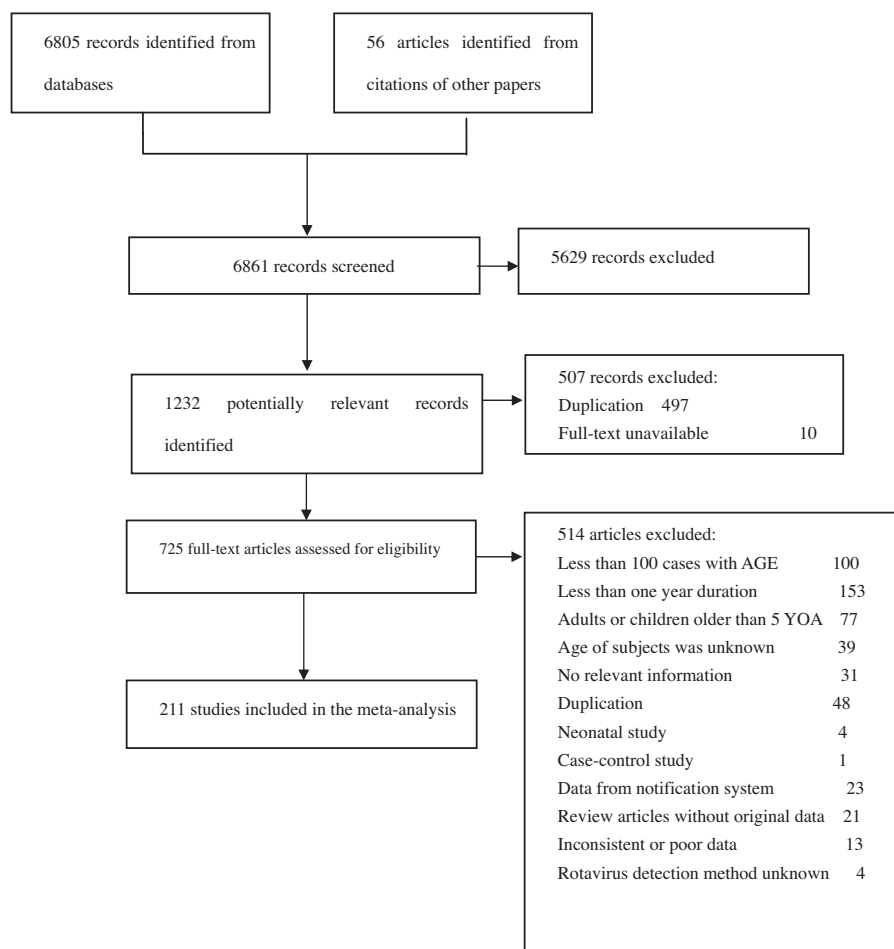 6805 records identified from
databases
56 articles identified from
citations of other papers
6861 records screened
5629 records excluded
1232 potentially relevant records
identified
507 records excluded:
Duplication 497
Full-text unavailable 10
725 full-text articles assessed for eligibility
514 articles excluded:
Less than 100 cases with AGE 100
Less than one year duration 153
Adults or children older than 5 YOA 77
Age of subjects was unknown 39
No relevant information 31
Duplication 48
Neonatal study 4
Case-control study 1
Data from notification system 23
Review articles without original data 21
Inconsistent or poor data 13
Rotavirus detection method unknown 4
211 studies included in the meta-analysis